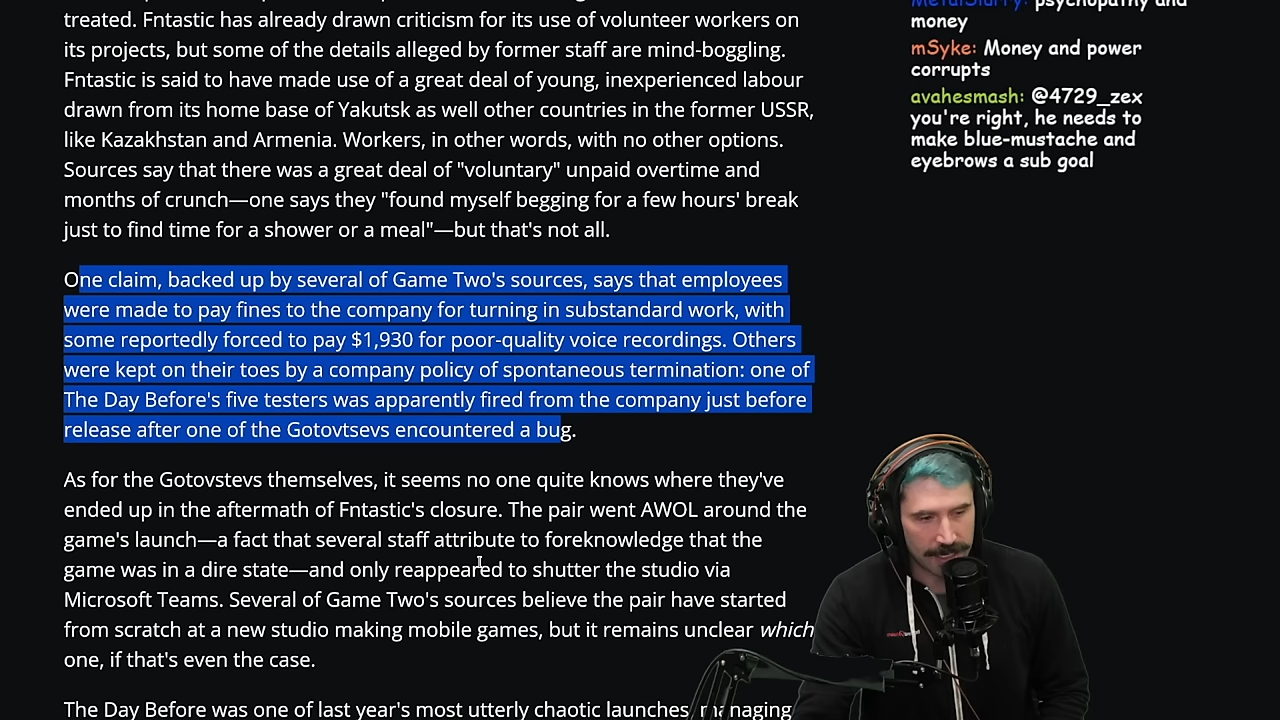 treated. Fntastic has already drawn criticism for its use of volunteer workers on
its projects, but some of the details alleged by former staff are mind-boggling.
Fntastic is said to have made use of a great deal of young, inexperienced labour
drawn from its home base of Yakutsk as well other countries in the former USSR,
like Kazakhstan and Armenia. Workers, in other words, with no other options.
Sources say that there was a great deal of "voluntary" unpaid overtime and
months of crunch—one says they "found myself begging for a few hours' break
just to find time for a shower or a meal"—but that's not all.
One claim, backed up by several of Game Two's sources, says that employees
were made to pay fines to the company for turning in substandard work, with
some reportedly forced to pay $1,930 for poor-quality voice recordings. Others
were kept on their toes by a company policy of spontaneous termination: one of
The Day Before's five testers was apparently fired from the company just before
release after one of the Gotovtsevs encountered a bug.
As for the Gotovstevs themselves, it seems no one quite knows where they've
ended up in the aftermath of Fntastic's closure. The pair went AWOL around the
game's launch—a fact that several staff attribute to foreknowledge that the
game was in a dire state—and only reappeared to shutter the studio via
Microsoft Teams. Several of Game Two's sources believe the pair have started
from scratch at a new studio making mobile games, but it remains unclear which
one, if that's even the case.
The Day Before was one of last year's most utterly chaotic launches, managing
psychopathy and
money
mSyke: Money and power
corrupts
avahesmash: @4729_zex
you're right, he needs to
make blue-mustache and
eyebrows a sub goal